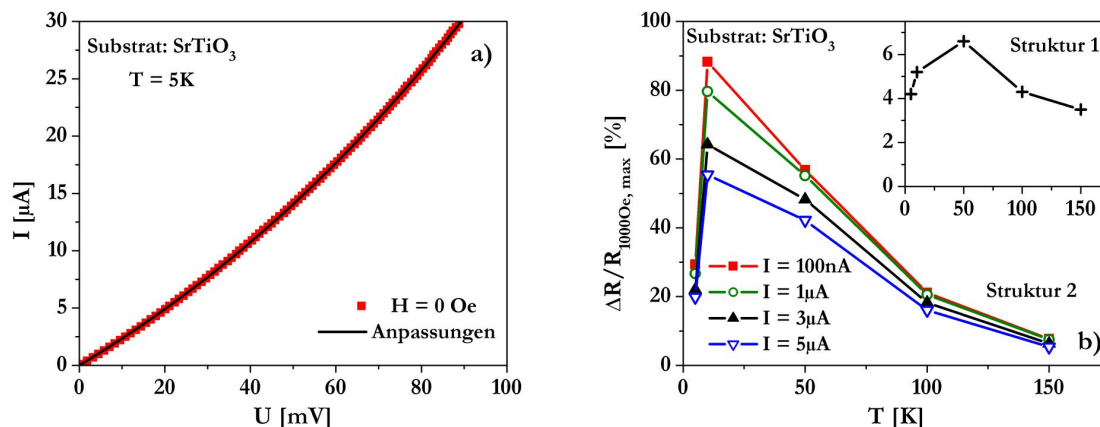 Substrat: SrTiO3
T = 5K
a)
H = 0 Oe
Anpassungen
I [µA]
30
25
20
15
10
5
0
0 20 40 60 80 100
U [mV]
Substrat: SrTiO3
Struktur 1
6
4
2
0
0 50 100 150
I = 100nA
I = 1µA
I = 3µA
I = 5µA
Struktur 2
b)
ΔR/R1000Oe, max [%]
100
80
60
40
20
0
0 50 100 150
T [K]